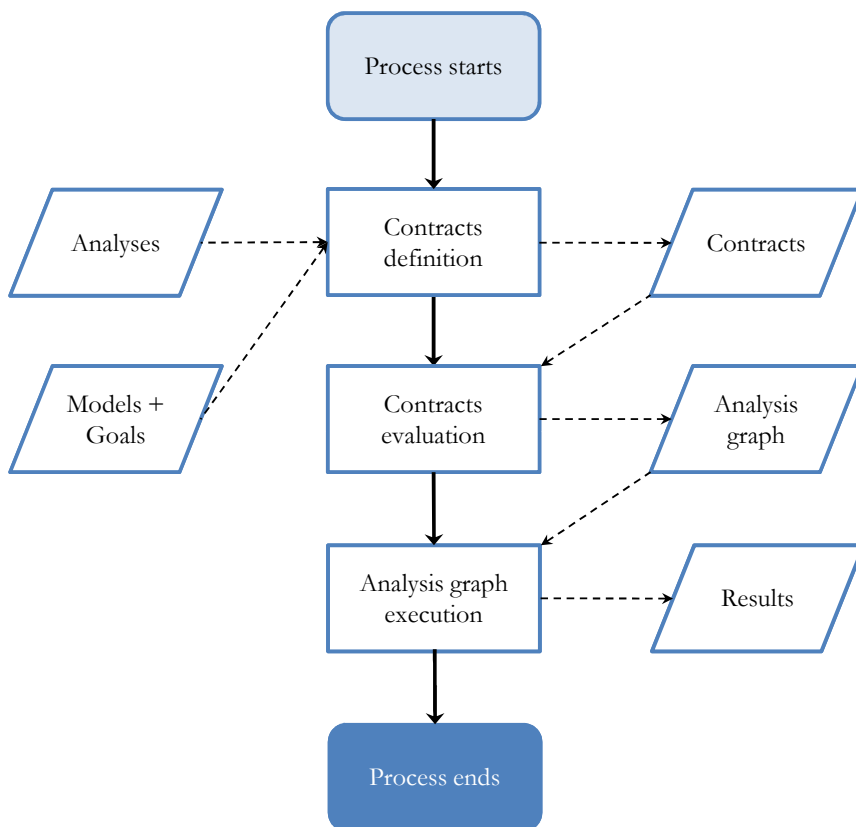 Process starts
Analyses
Contracts
definition
Contracts
Models +
Goals
Contracts
evaluation
Analysis
graph
Analysis graph
execution
Results
Process ends